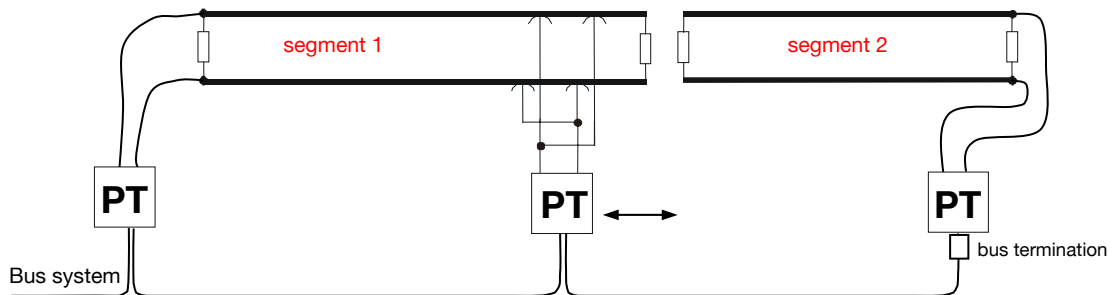 segment 1
segment 2
PT
PT
PT
bus termination
Bus system